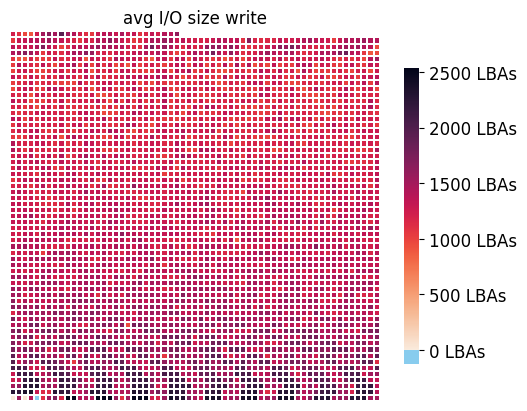 avg I/O size write
2500 LBAs
2000 LBAs
1500 LBAs
1000 LBAs
500 LBAs
0 LBAs